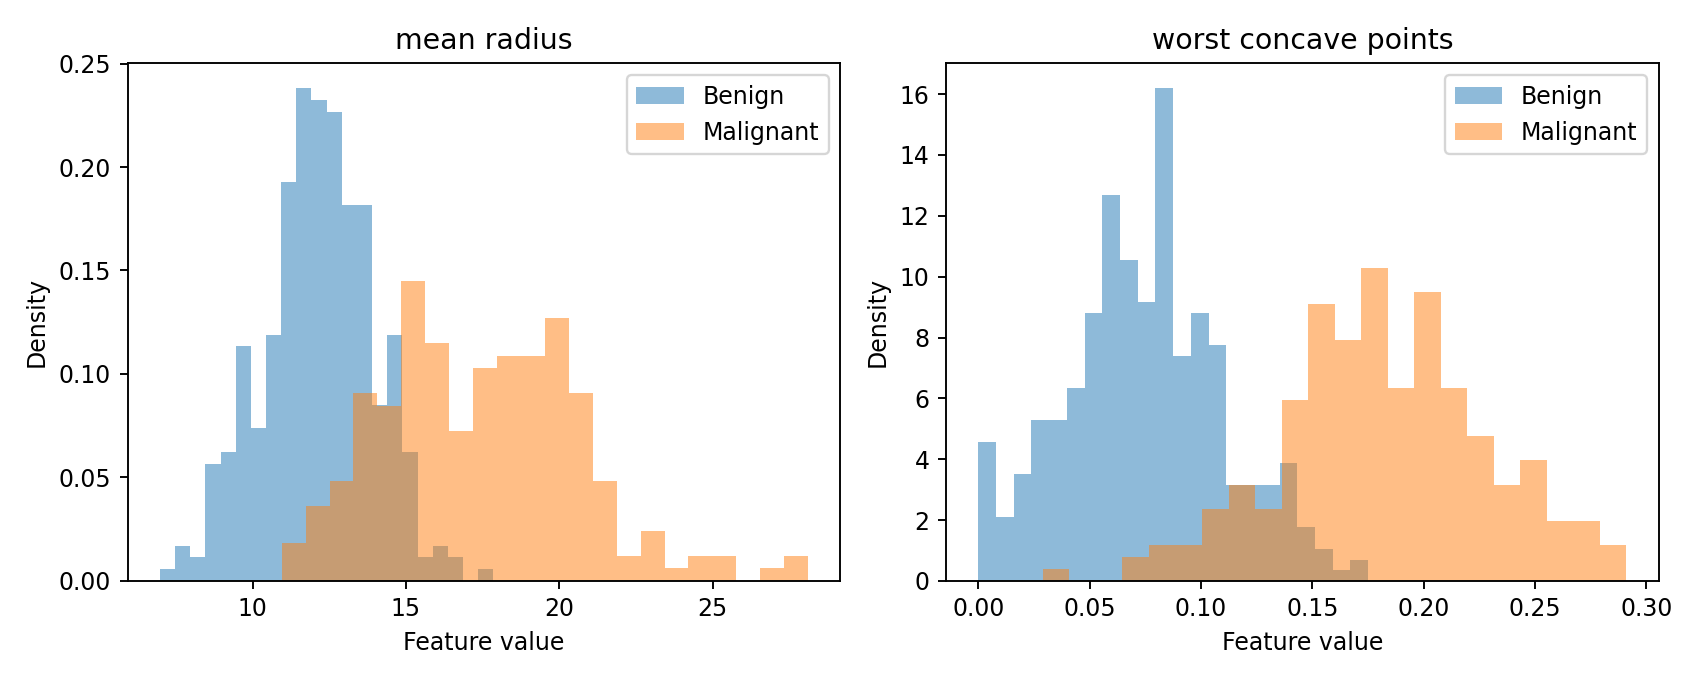 mean radius
Density
0.25
0.20
0.15
0.10
0.05
0.00
10 15 20 25
Feature value
Benign
Malignant
worst concave points
Density
16
14
12
10
8
6
4
2
0
0.00 0.05 0.10 0.15 0.20 0.25 0.30
Feature value
Benign
Malignant